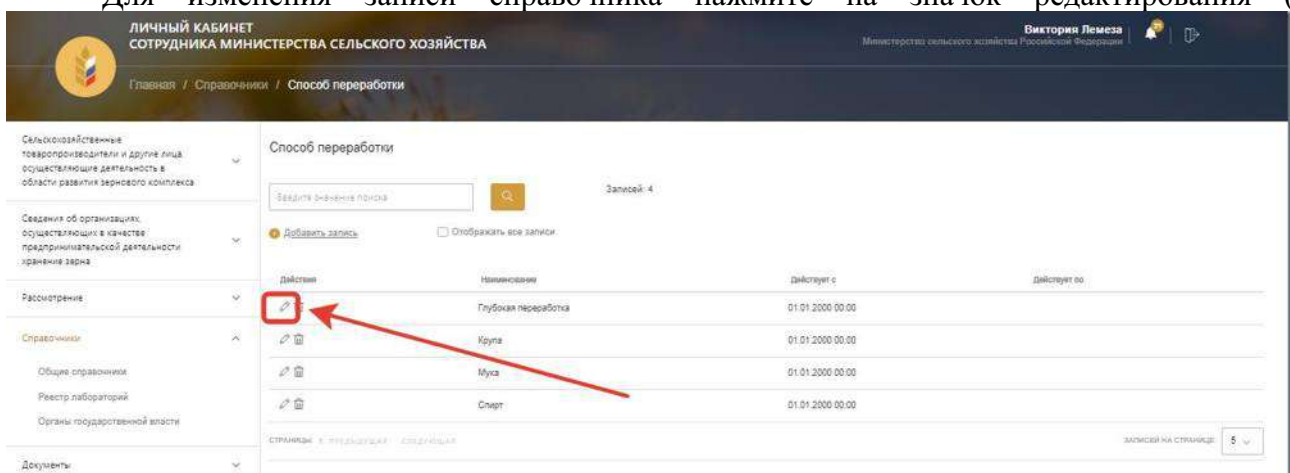 Для изменения записи справочника нажмите на значок редактирования (
ЛИЧНЫЙ КАБИНЕТ
СОТРУДНИКА МИНИСТЕРСТВА СЕЛЬСКОГО ХОЗЯЙСТВА
Виктория Лемеза
Министерство сельского хозяйства Российской Федерации
Главная / Справочники / Способ переработки
Сельскохозяйственные
товаропроизводители и другие лица,
осуществляющие деятельность в
области развития зернового комплекса
Сведения об организациях,
осуществляющих в качестве
предпринимательской деятельности
хранение зерна
Рассмотрение
Справочники
Общие справочники
Реестр лабораторий
Органы государственной власти
Документы
Способ переработки
Введите значение поиска
Записей: 4
Добавить запись
Отображать все записи
Действия Наименование Действует с Действует по
Глубокая переработка 01.01.2000 00:00
Крупа 01.01.2000 00:00
Мука 01.01.2000 00:00
Спирт 01.01.2000 00:00
СТРАНИЦЫ ПРЕДЫДУЩАЯ СЛЕДУЮЩАЯ
ЗАПИСЕЙ НА СТРАНИЦЕ 5